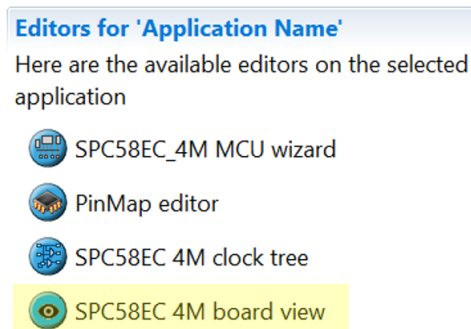 Editors for 'Application Name'
Here are the available editors on the selected
application
SPC58EC_4M MCU wizard
PinMap editor
SPC58EC 4M clock tree
SPC58EC 4M board view